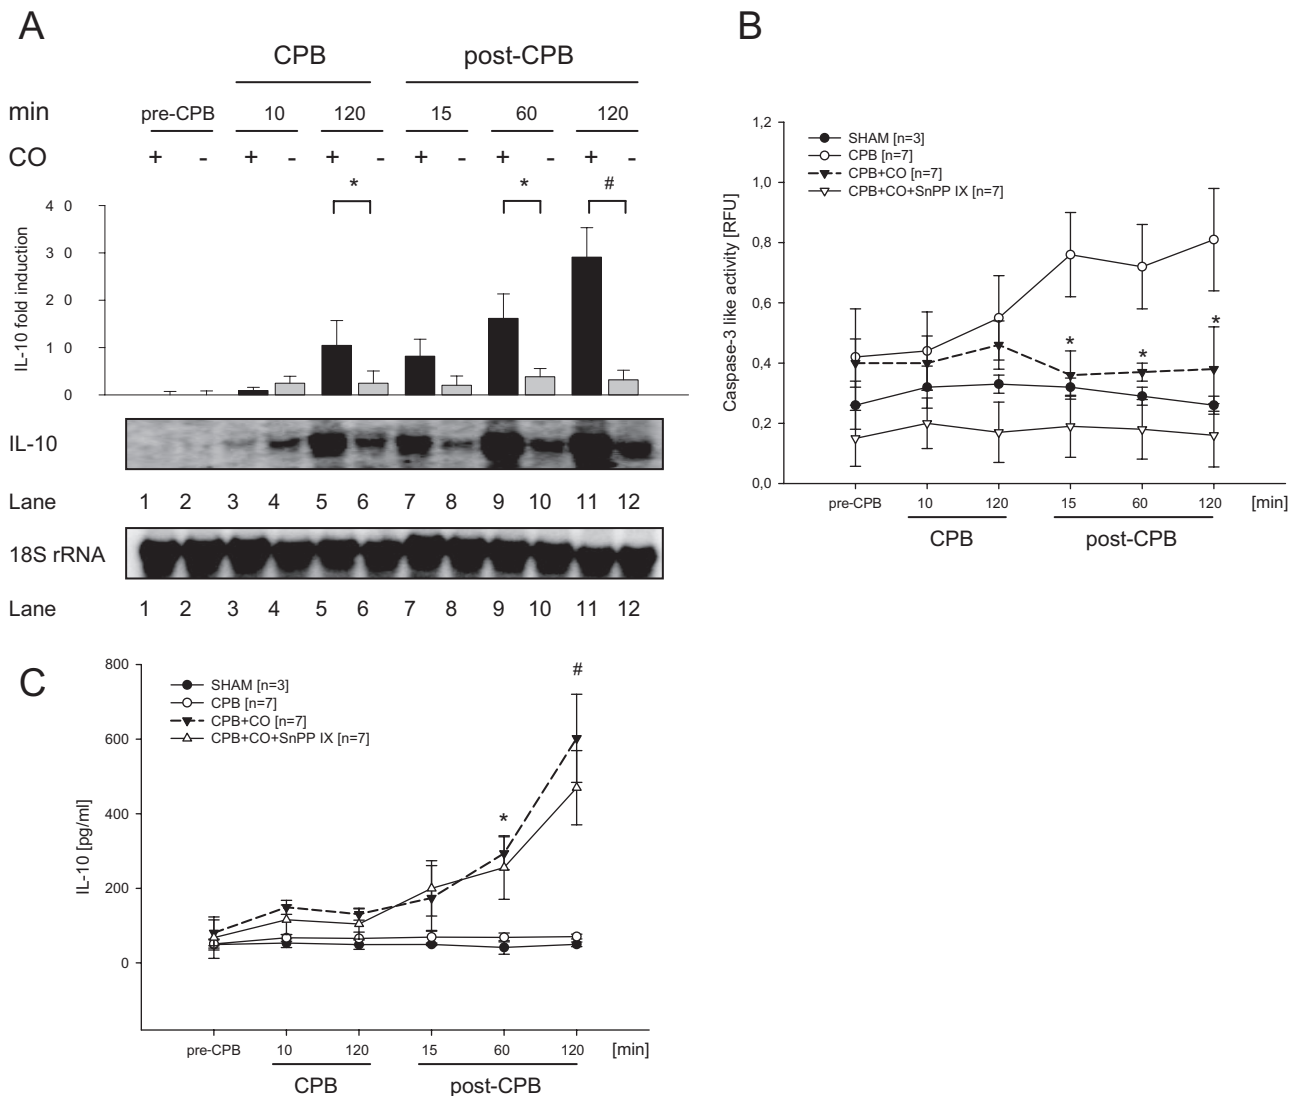 A
CPB post-CPB
min pre-CPB 10 120 15 60 120
CO + - + - + - + - + - + -
* * #
IL-10 fold induction
4 0
3 0
2 0
1 0
0
IL-10
Lane 1 2 3 4 5 6 7 8 9 10 11 12
18S rRNA
Lane 1 2 3 4 5 6 7 8 9 10 11 12
B
Caspase-3 like activity [RFU]
1,2
1,0
0,8
0,6
0,4
0,2
0,0
SHAM [n=3]
CPB [n=7]
CPB+CO [n=7]
CPB+CO+SnPP IX [n=7]
* * *
pre-CPB 10 120 15 60 120 [min]
CPB post-CPB
C
IL-10 [pg/ml]
800
600
400
200
0
SHAM [n=3]
CPB [n=7]
CPB+CO [n=7]
CPB+CO+SnPP IX [n=7]
* #
pre-CPB 10 120 15 60 120 [min]
CPB post-CPB